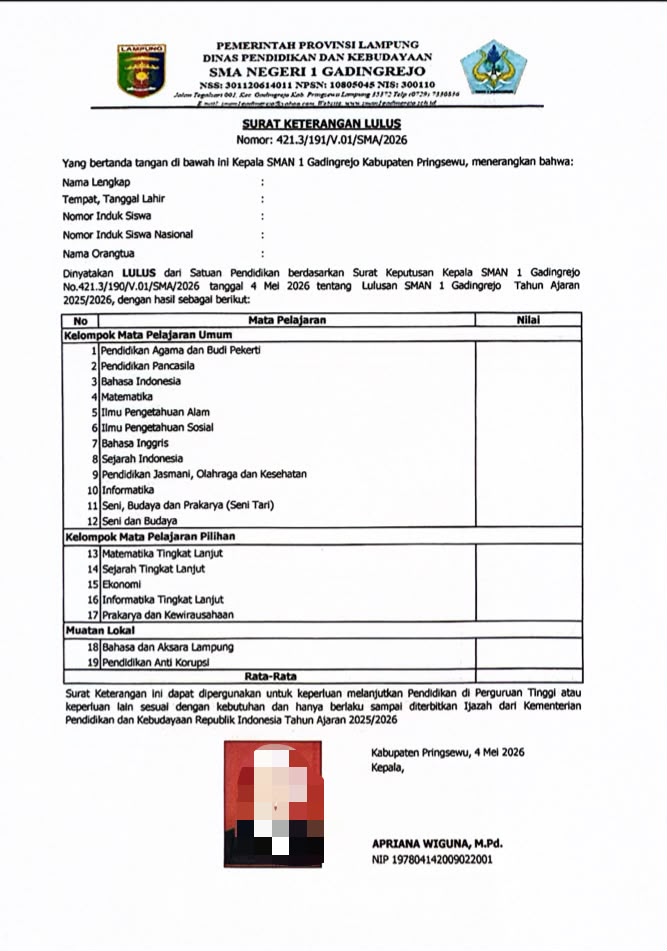 LAMPUNG
PEMERINTAH PROVINSI LAMPUNG
DINAS PENDIDIKAN DAN KEBUDAYAAN
SMA NEGERI 1 GADINGREJO
NSS: 301120614011 NPSN: 10805045 NIS: 300110
Jalan Tegalsari 001, Kec. Gadingrejo Kab. Pringsewu Lampung 35372 Telp (0729) 7330856
SURAT KETERANGAN LULUS
Nomor: 421.3/191/V.01/SMA/2026
Yang bertanda tangan di bawah ini Kepala SMAN 1 Gadingrejo Kabupaten Pringsewu, menerangkan bahwa:
Nama Lengkap :
Tempat, Tanggal Lahir :
Nomor Induk Siswa :
Nomor Induk Siswa Nasional :
Nama Orangtua :
Dinyatakan LULUS dari Satuan Pendidikan berdasarkan Surat Keputusan Kepala SMAN 1 Gadingrejo
No.421.3/190/V.01/SMA/2026 tanggal 4 Mei 2026 tentang Lulusan SMAN 1 Gadingrejo Tahun Ajaran
2025/2026, dengan hasil sebagai berikut:
No Mata Pelajaran Nilai
Kelompok Mata Pelajaran Umum
1 Pendidikan Agama dan Budi Pekerti
2 Pendidikan Pancasila
3 Bahasa Indonesia
4 Matematika
5 Ilmu Pengetahuan Alam
6 Ilmu Pengetahuan Sosial
7 Bahasa Inggris
8 Sejarah Indonesia
9 Pendidikan Jasmani, Olahraga dan Kesehatan
10 Informatika
11 Seni, Budaya dan Prakarya (Seni Tari)
12 Seni dan Budaya
Kelompok Mata Pelajaran Pilihan
13 Matematika Tingkat Lanjut
14 Sejarah Tingkat Lanjut
15 Ekonomi
16 Informatika Tingkat Lanjut
17 Prakarya dan Kewirausahaan
Muatan Lokal
18 Bahasa dan Aksara Lampung
19 Pendidikan Anti Korupsi
Rata-Rata
Surat Keterangan ini dapat dipergunakan untuk keperluan melanjutkan Pendidikan di Perguruan Tinggi atau
keperluan lain sesuai dengan kebutuhan dan hanya berlaku sampai diterbitkan Ijazah dari Kementerian
Pendidikan dan Kebudayaan Republik Indonesia Tahun Ajaran 2025/2026
Kabupaten Pringsewu, 4 Mei 2026
Kepala,
APRIANA WIGUNA, M.Pd.
NIP 197804142009022001